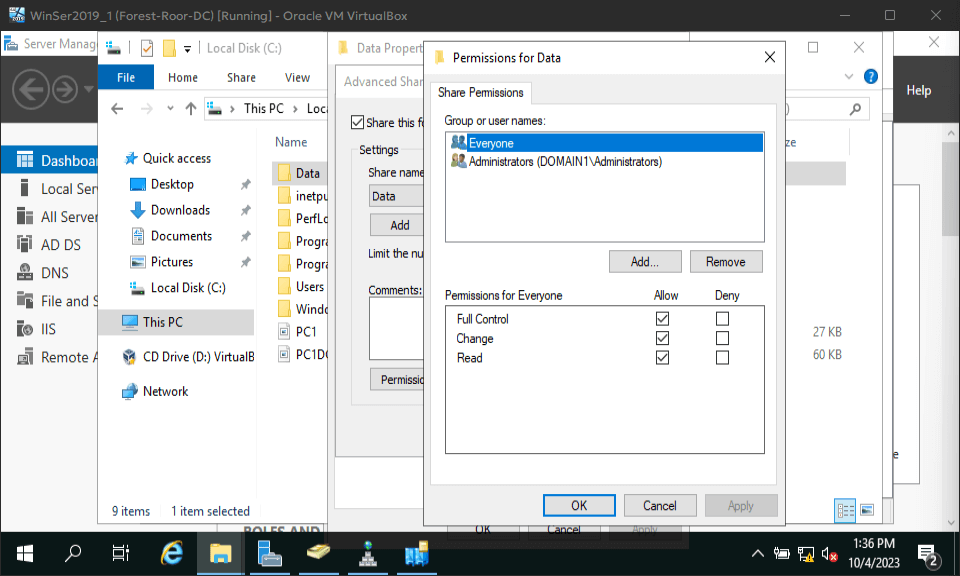 WinSer2019_1 (Forest-Roor-DC) [Running] - Oracle VM VirtualBox
Server Manag
Local Disk (C:)
Data Propert
Permissions for Data
File
Home
Share
View
Advanced Shar
Share Permissions
Help
This PC
Loca
Share this fo
Group or user names:
Everyone
Administrators (DOMAIN1\Administrators)
Name
ze
Settings
Share name
Data
Add
Limit the nu
Comments:
Permissio
Dashboa
Local Ser
All Server
AD DS
DNS
File and S
IIS
Remote A
Quick access
Desktop
Downloads
Documents
Pictures
Local Disk (C:)
This PC
CD Drive (D:) VirtualB
Network
Data
inetpu
PerfLo
Progra
Progra
Users
Windo
PC1
PC1DC
Add...
Remove
Permissions for Everyone
Allow
Deny
Full Control
Change
Read
27 KB
60 KB
e
OK
Cancel
Apply
9 items
1 item selected
ROLES AND
OK
Cancel
Apply
1:36 PM
10/4/2023
2